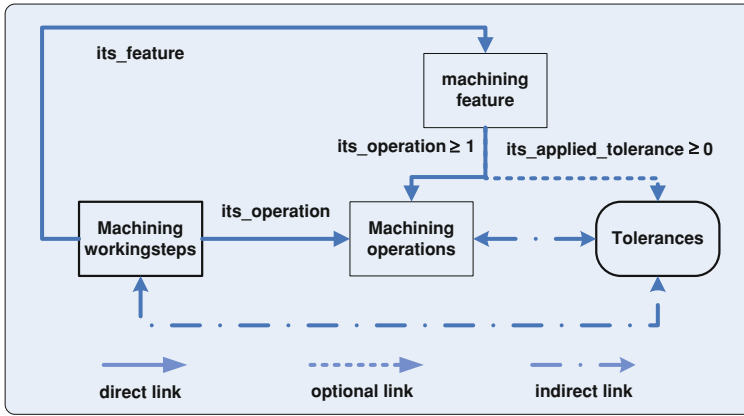 its_feature
machining
feature
its_operation ≥ 1
its_applied_tolerance ≥ 0
its_operation
Machining
workingsteps
Machining
operations
Tolerances
direct link
optional link
indirect link